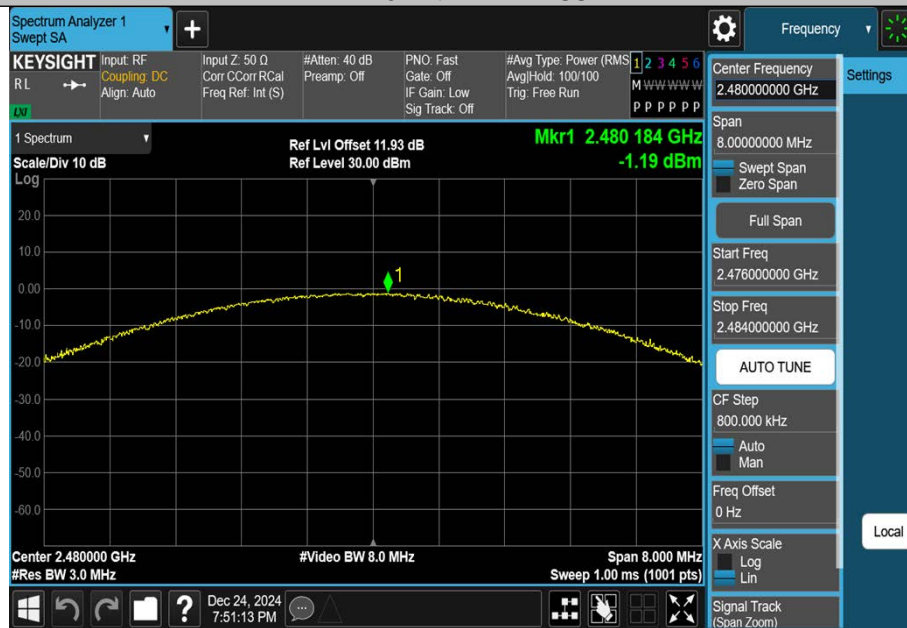 Spectrum Analyzer 1
Swept SA
Frequency
KEYSIGHT
RL
LXI
Input: RF
Coupling: DC
Align: Auto
Input Z: 50 Ω
Corr CCorr RCal
Freq Ref: Int (S)
#Atten: 40 dB
Preamp: Off
PNO: Fast
Gate: Off
IF Gain: Low
Sig Track: Off
#Avg Type: Power (RMS
Avg|Hold: 100/100
Trig: Free Run
1 2 3 4 5 6
M W W W W W
P P P P P P
1 Spectrum
Scale/Div 10 dB
Log
Ref Lvl Offset 11.93 dB
Ref Level 30.00 dBm
Mkr1 2.480 184 GHz
-1.19 dBm
20.0
10.0
0.00
-10.0
-20.0
-30.0
-40.0
-50.0
-60.0
1
Center 2.480000 GHz
#Res BW 3.0 MHz
#Video BW 8.0 MHz
Span 8.000 MHz
Sweep 1.00 ms (1001 pts)
?
Dec 24, 2024
7:51:13 PM
Center Frequency
2.480000000 GHz
Span
8.00000000 MHz
Swept Span
Zero Span
Full Span
Start Freq
2.476000000 GHz
Stop Freq
2.484000000 GHz
AUTO TUNE
CF Step
800.000 kHz
Auto
Man
Freq Offset
0 Hz
X Axis Scale
Log
Lin
Signal Track
(Span Zoom)
Settings
Local